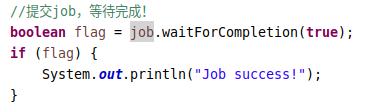 //提交job，等待完成！
boolean flag = job.waitForCompletion(true);
if (flag) {
    System.out.println("Job success!");
}